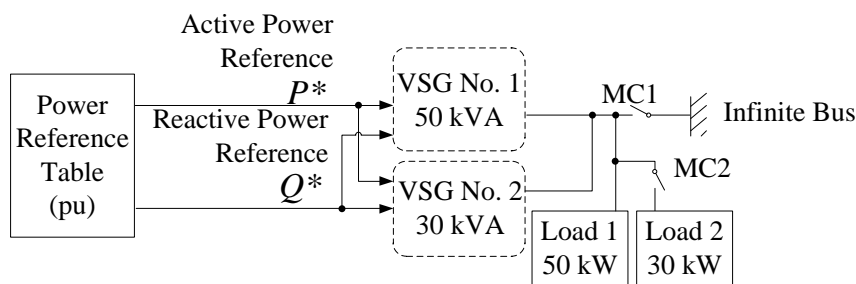 Active Power
Reference
P*
Reactive Power
Reference
Q*
Power
Reference
Table
(pu)
VSG No. 1
50 kVA
VSG No. 2
30 kVA
MC1
Infinite Bus
MC2
Load 1
50 kW
Load 2
30 kW